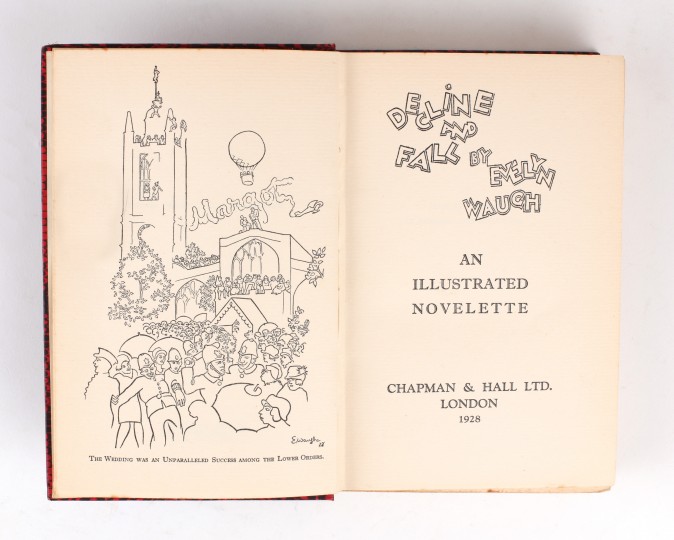 Margot
Ewaugh
28
THE WEDDING WAS AN UNPARALLELED SUCCESS AMONG THE LOWER ORDERS.
DECLINE
AND
FALL BY
EVELYN
WAUGH
AN
ILLUSTRATED
NOVELETTE
CHAPMAN & HALL LTD.
LONDON
1928